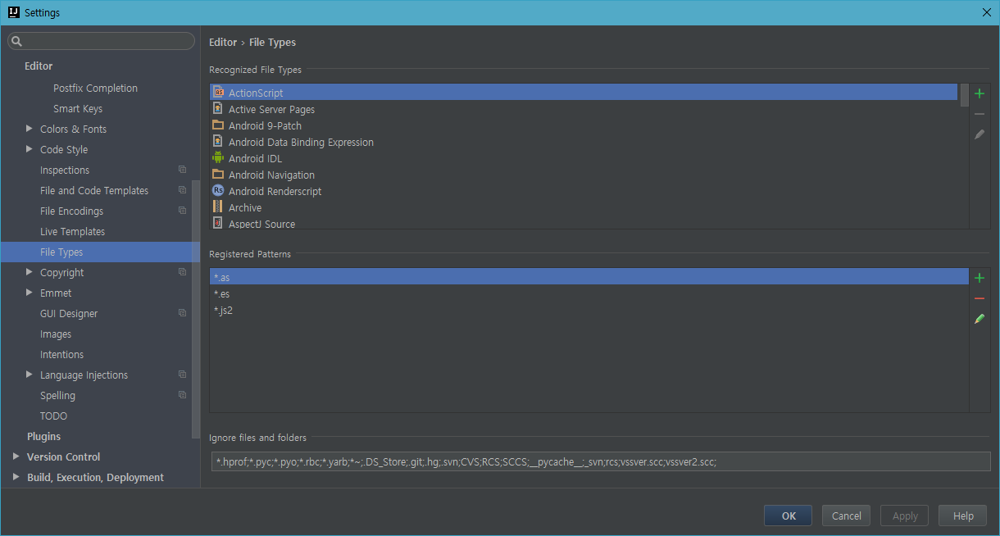 Settings
Editor
Postfix Completion
Smart Keys
Colors & Fonts
Code Style
Inspections
File and Code Templates
File Encodings
Live Templates
File Types
Copyright
Emmet
GUI Designer
Images
Intentions
Language Injections
Spelling
TODO
Plugins
Version Control
Build, Execution, Deployment
Editor › File Types
Recognized File Types
ActionScript
Active Server Pages
Android 9-Patch
Android Data Binding Expression
Android IDL
Android Navigation
Android Renderscript
Archive
AspectJ Source
Registered Patterns
*.as
*.es
*.js2
Ignore files and folders
*.hprof;*.pyc;*.pyo;*.rbc;*.yarb;*~;.DS_Store;.git;.hg;.svn;CVS;RCS;SCCS;__pycache__;_svn;rcs;vssver.scc;vssver2.scc;
OK
Cancel
Apply
Help